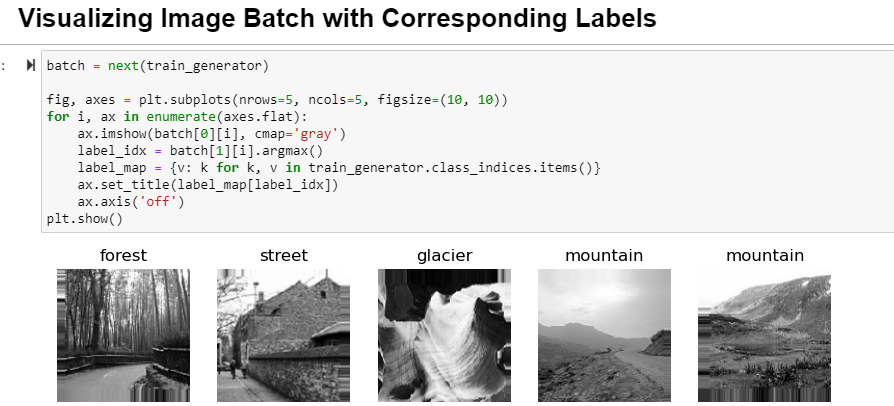 Visualizing Image Batch with Corresponding Labels
:
batch = next(train_generator)
fig, axes = plt.subplots(nrows=5, ncols=5, figsize=(10, 10))
for i, ax in enumerate(axes.flat):
    ax.imshow(batch[0][i], cmap='gray')
    label_idx = batch[1][i].argmax()
    label_map = {v: k for k, v in train_generator.class_indices.items()}
    ax.set_title(label_map[label_idx])
    ax.axis('off')
plt.show()
forest street glacier mountain mountain